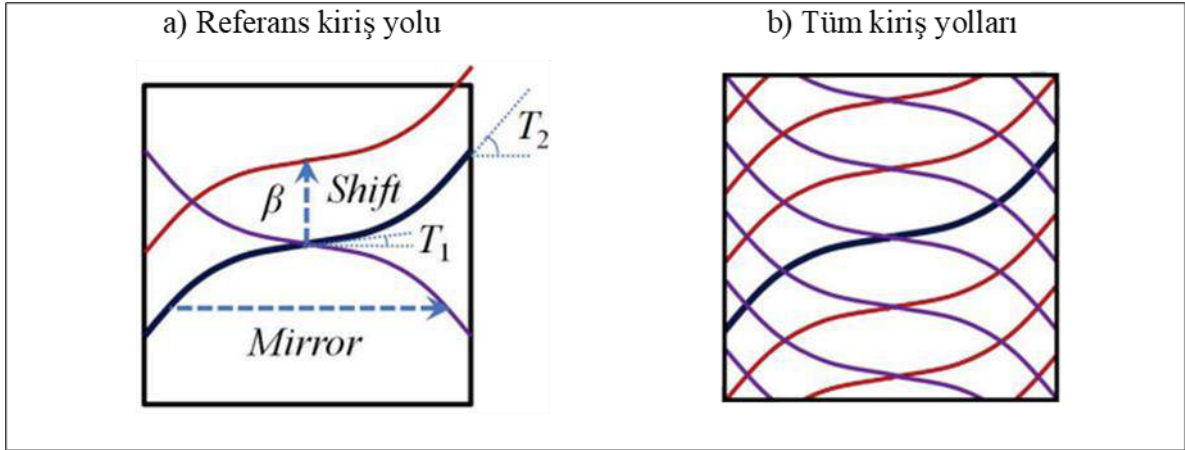 a) Referans kiriş yolu
b) Tüm kiriş yolları
T₂
β
Shift
T₁
Mirror